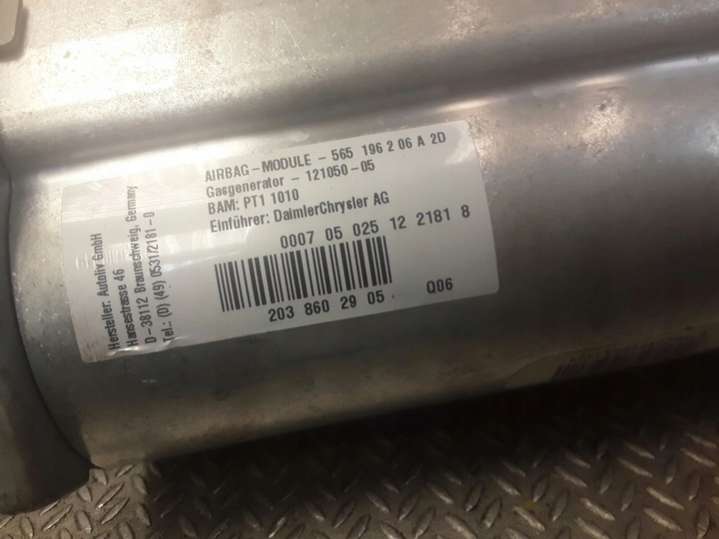 AIRBAG-MODULE - 565 196 2 06 A 2D
Gasgenerator - 121050-05
BAM: PT1 1010
Einführer: DaimlerChrysler AG
0007 05 025 12 2181 8
203 860 2905
Q06
Hersteller: Autoliv GmbH
Hansestrasse 46
D-38112 Braunschweig, Germany
Tel.: (0) (49) 0531/2181-0